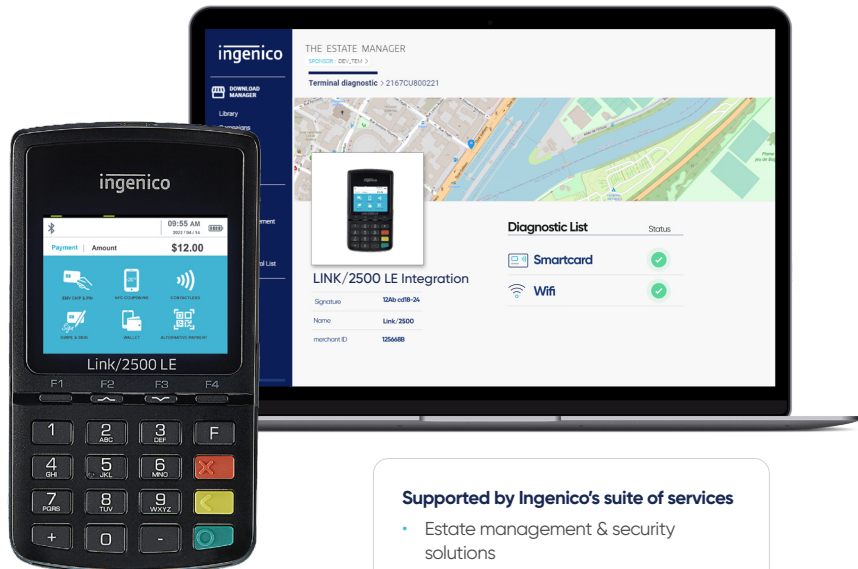 ingenico
THE ESTATE MANAGER
SPONSOR : DEV_TEM >
Terminal diagnostic > 2167CU800221
DOWNLOAD
MANAGER
Library
Diagnostic List Status
Smartcard
Wifi
LINK/2500 LE Integration
Signature 12Ab cd18-24
Name Link/2500
merchant ID 125668B
ingenico
09:55 AM
2022 / 04 / 14
Payment Amount $12.00
EMV CHIP & PIN NFC COUPONING CONTACTLESS
SWIPE & SIGN WALLET ALTERNATIVE PAYMENT
Link/2500 LE
F1 F2 F3 F4
1 2 ABC 3 DEF F
4 GHI 5 JKL 6 MNO X
7 PQRS 8 TUV 9 WXYZ <
+ 0 - O
Supported by Ingenico's suite of services
• Estate management & security
solutions